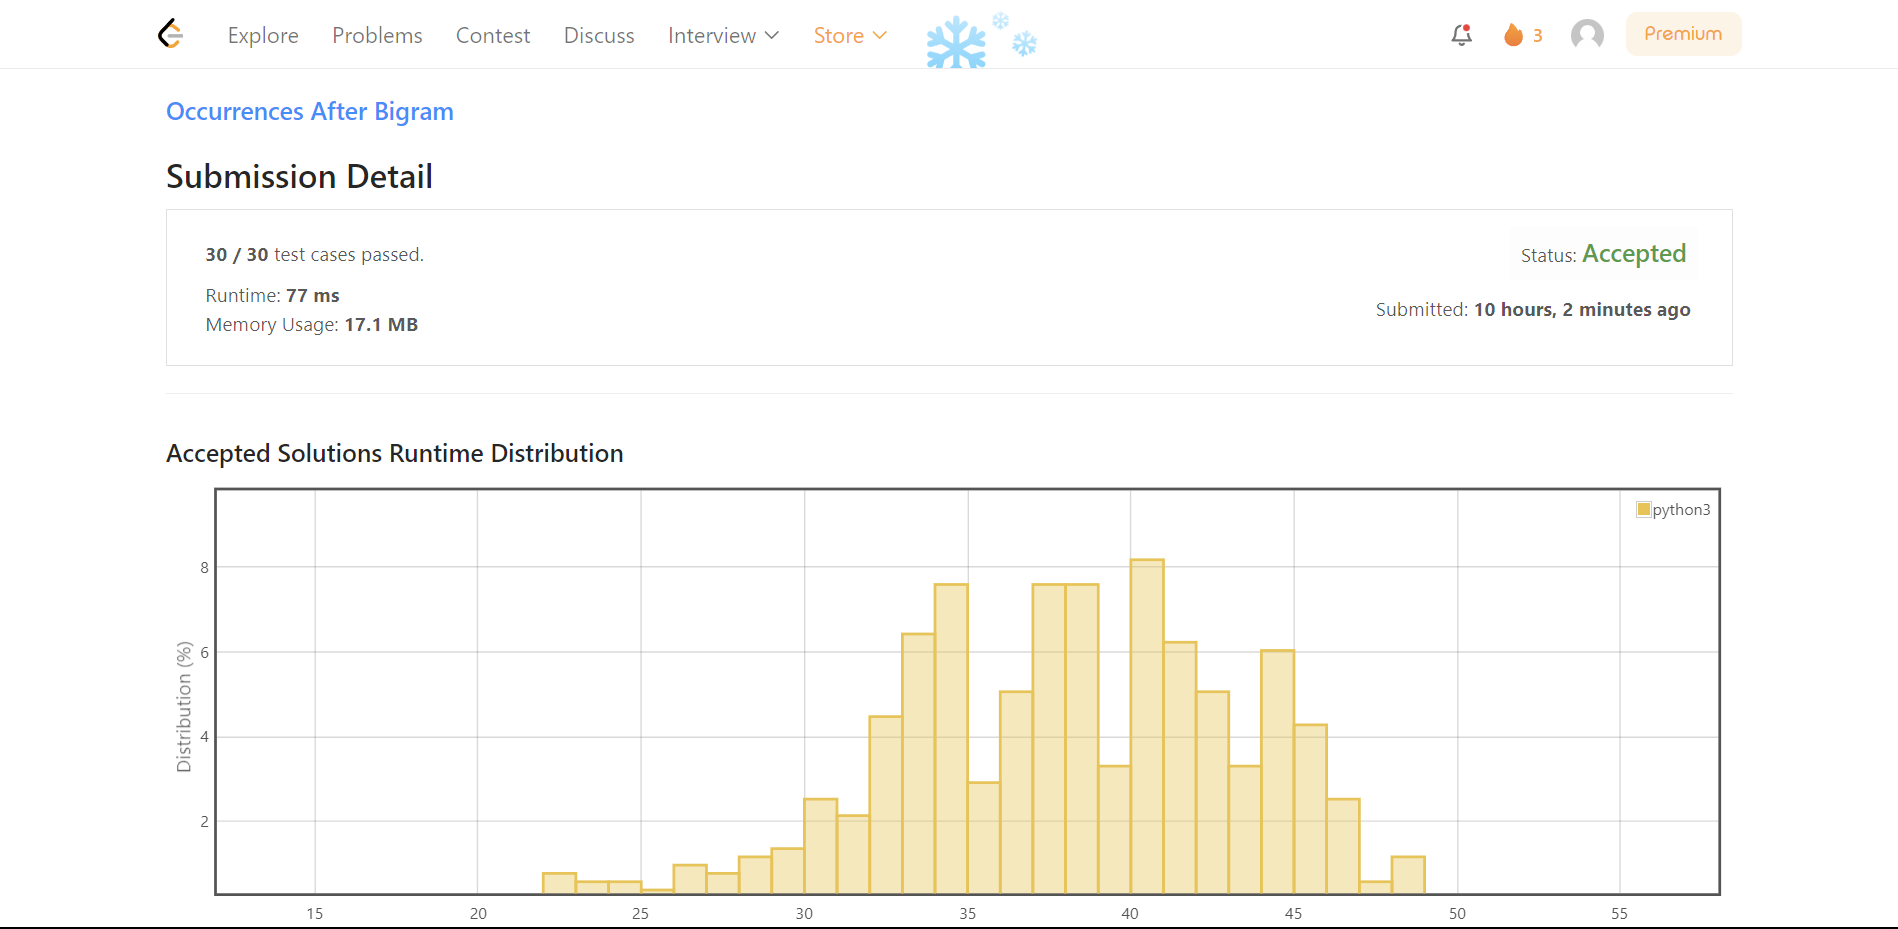 Explore Problems Contest Discuss Interview Store 3 Premium
Occurrences After Bigram
Submission Detail
30 / 30 test cases passed.
Status: Accepted
Runtime: 77 ms
Submitted: 10 hours, 2 minutes ago
Memory Usage: 17.1 MB
Accepted Solutions Runtime Distribution
python3
Distribution (%)
8
6
4
2
15 20 25 30 35 40 45 50 55